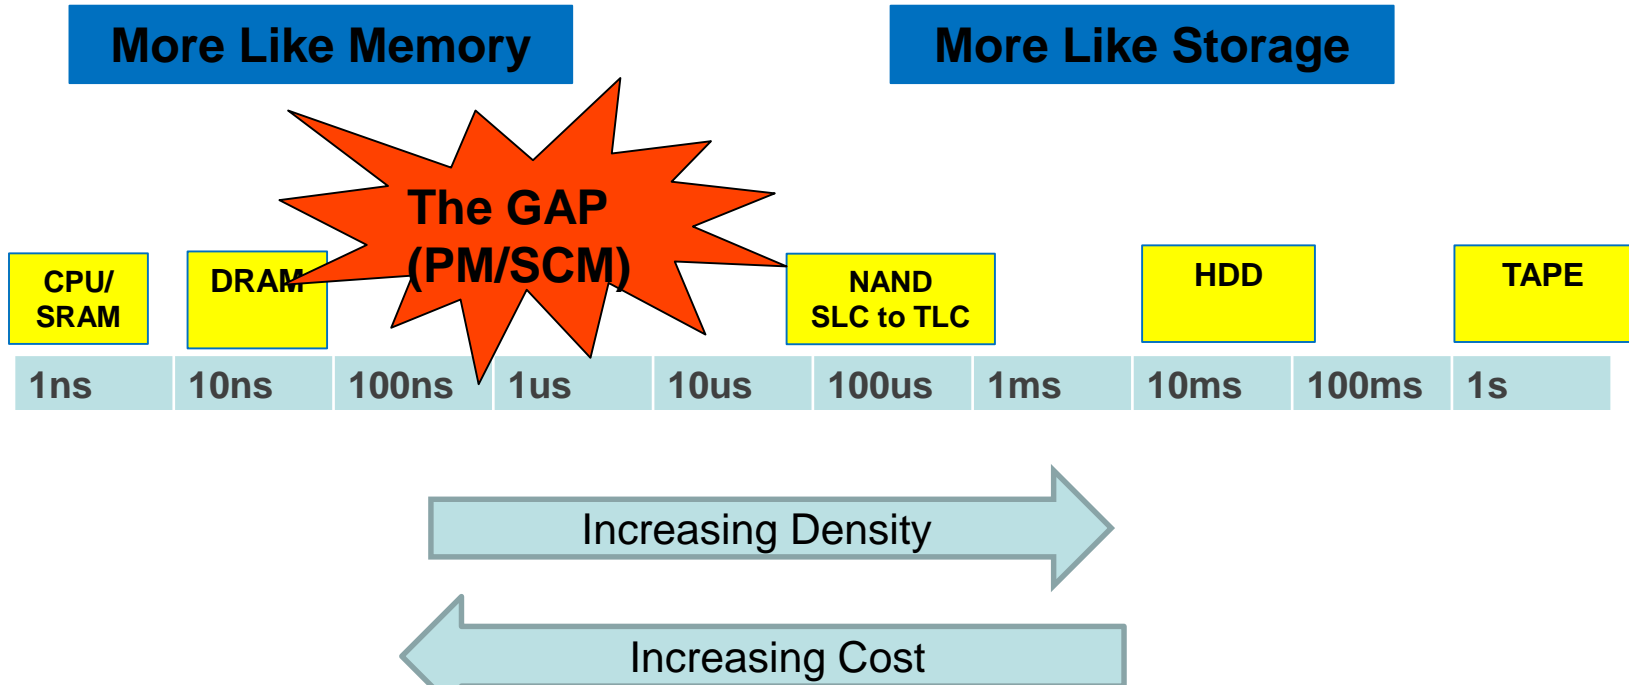 More Like Memory
More Like Storage
The GAP
(PM/SCM)
CPU/
SRAM
DRAM
NAND
SLC to TLC
HDD
TAPE
1ns
10ns
100ns
1us
10us
100us
1ms
10ms
100ms
1s
Increasing Density
Increasing Cost